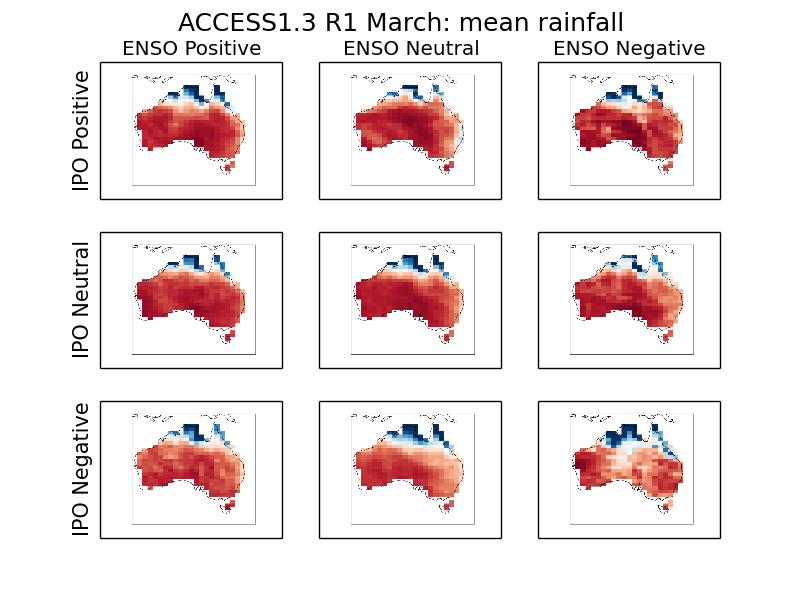 ACCESS1.3 R1 March: mean rainfall
ENSO Positive
ENSO Neutral
ENSO Negative
IPO Positive
IPO Neutral
IPO Negative